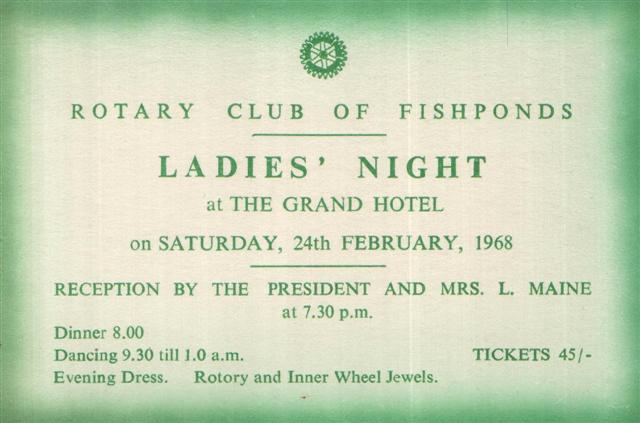 ROTARY CLUB OF FISHPONDS
LADIES' NIGHT
at THE GRAND HOTEL
on SATURDAY, 24th FEBRUARY, 1968
RECEPTION BY THE PRESIDENT AND MRS. L. MAINE
at 7.30 p.m.
Dinner 8.00
Dancing 9.30 till 1.0 a.m. TICKETS 45/-
Evening Dress. Rotory and Inner Wheel Jewels.